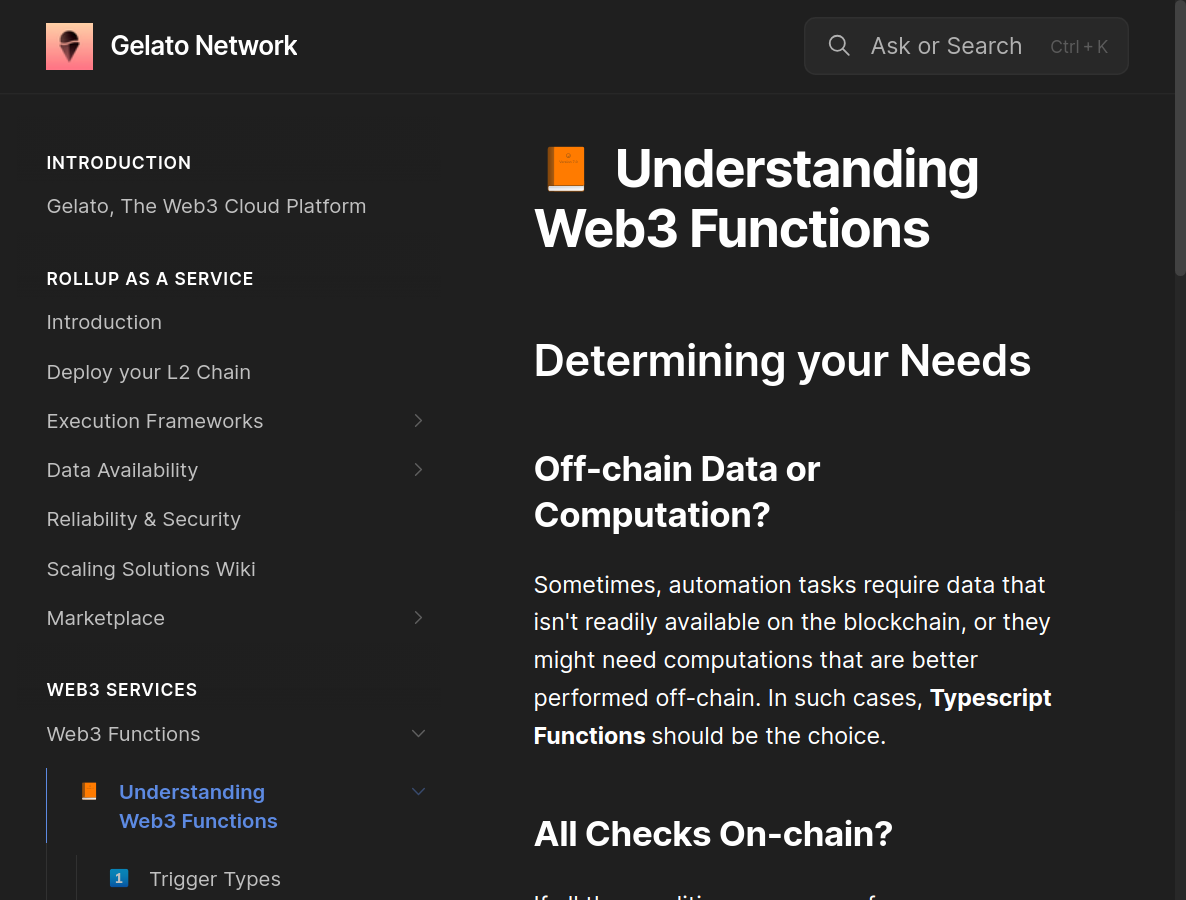 Gelato Network
Ask or Search Ctrl + K
INTRODUCTION
Gelato, The Web3 Cloud Platform
ROLLUP AS A SERVICE
Introduction
Deploy your L2 Chain
Execution Frameworks
Data Availability
Reliability & Security
Scaling Solutions Wiki
Marketplace
WEB3 SERVICES
Web3 Functions
Understanding
Web3 Functions
1 Trigger Types
Understanding
Web3 Functions
Determining your Needs
Off-chain Data or
Computation?
Sometimes, automation tasks require data that
isn't readily available on the blockchain, or they
might need computations that are better
performed off-chain. In such cases, Typescript
Functions should be the choice.
All Checks On-chain?